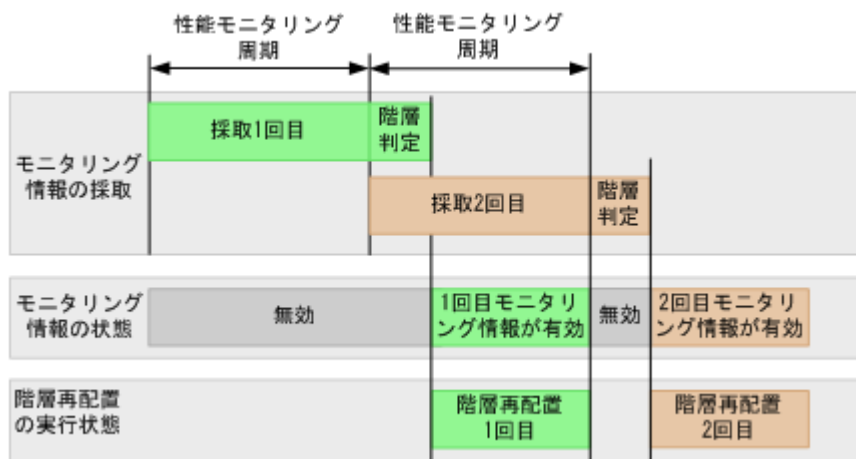 性能モニタリング
周期
性能モニタリング
周期
モニタリング
情報の採取
採取1回目
階層
判定
採取2回目
階層
判定
モニタリング
情報の状態
無効
1回目モニタリ
ング情報が有効
無効
2回目モニタリ
ング情報が有効
階層再配置
の実行状態
階層再配置
1回目
階層再配置
2回目